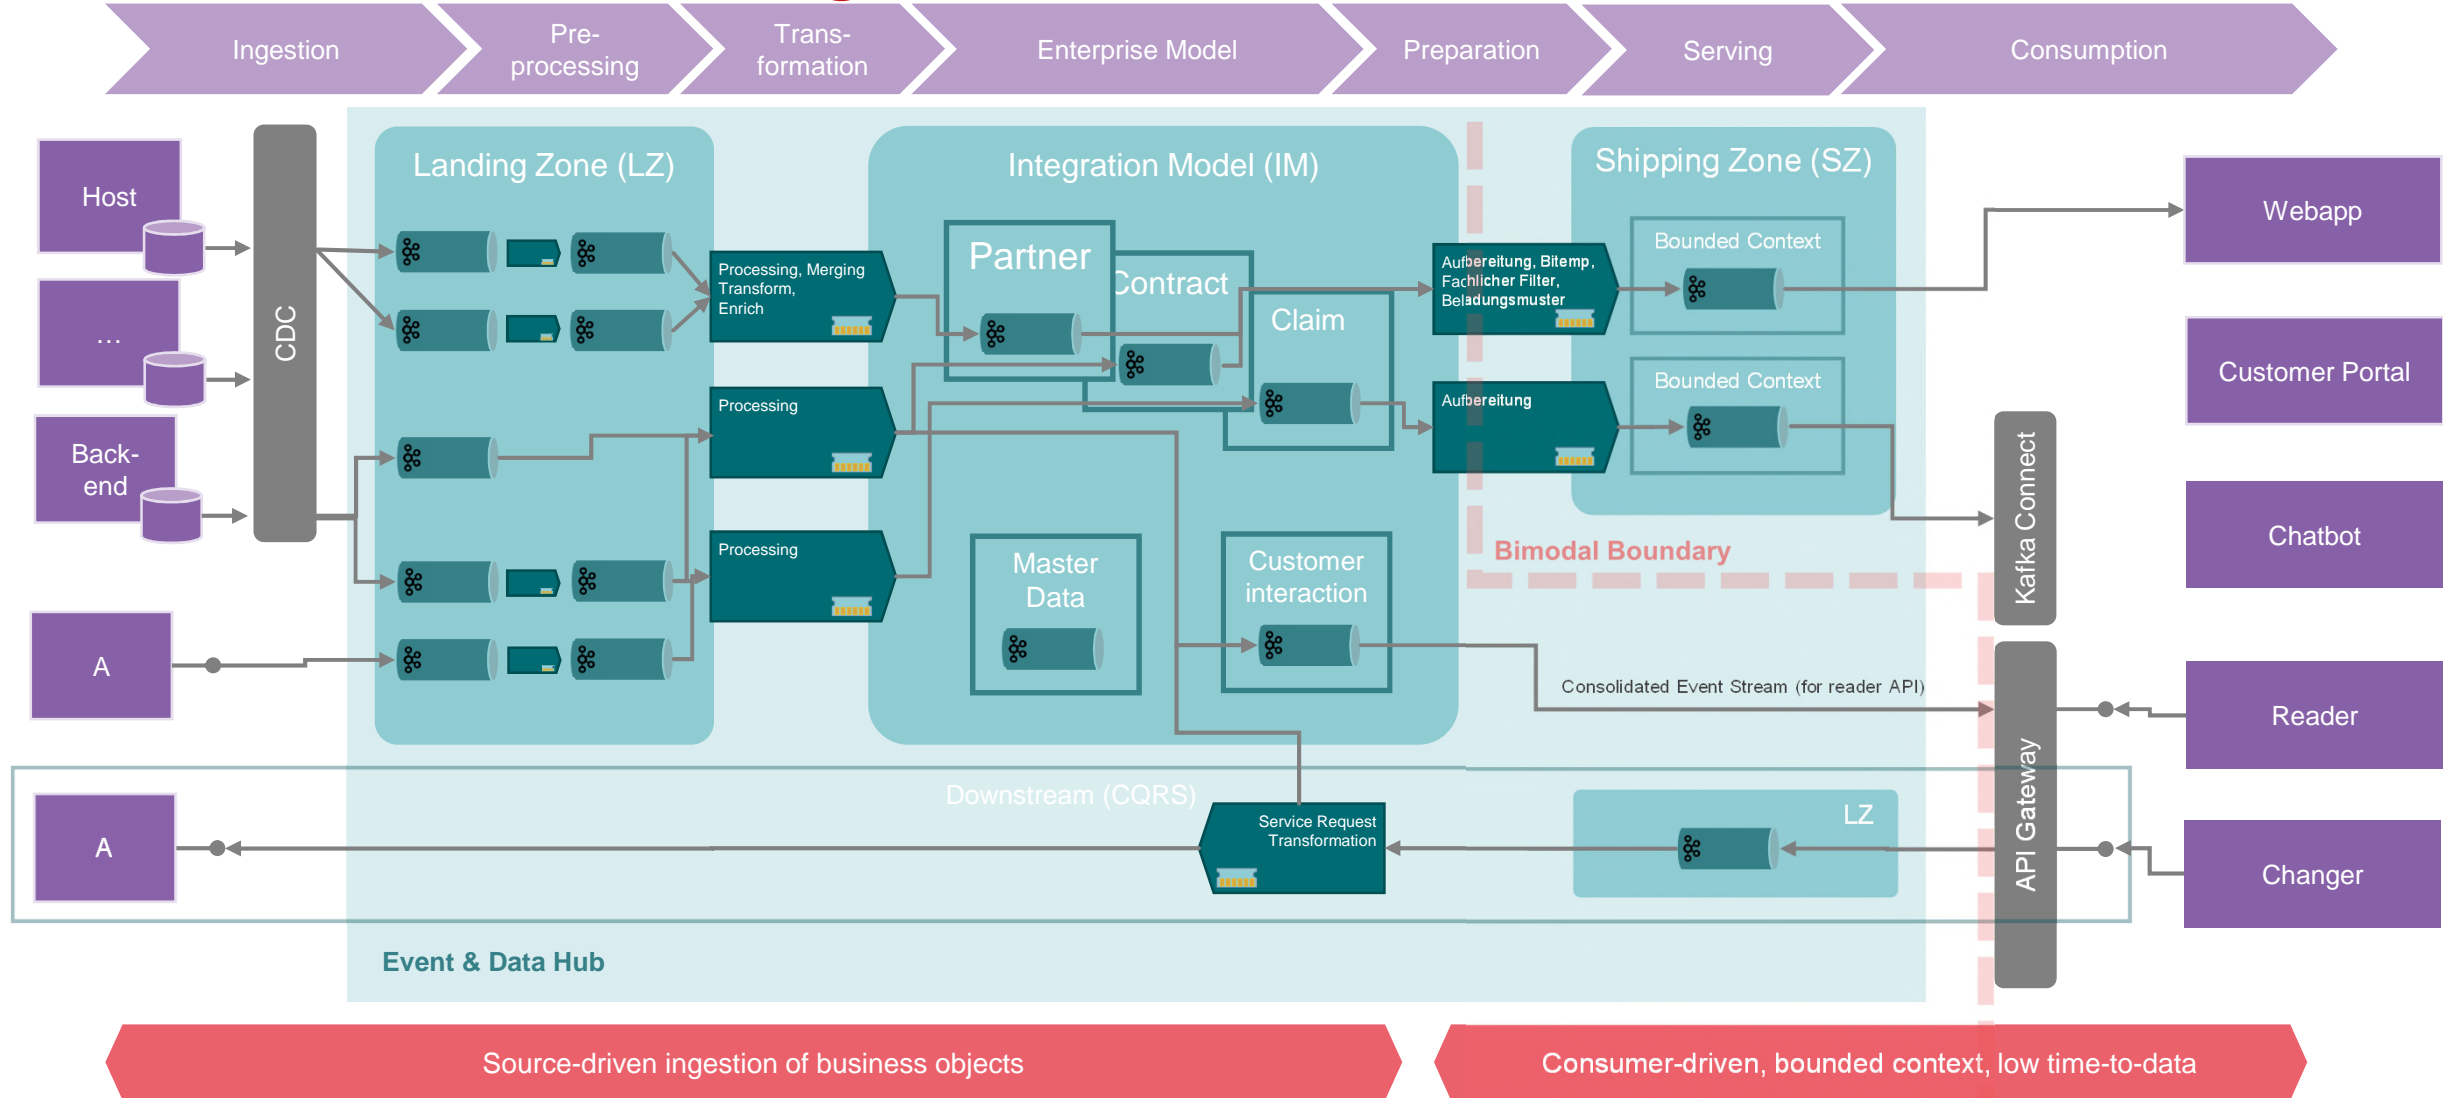 Ingestion
Pre-
processing
Trans-
formation
Enterprise Model
Preparation
Serving
Consumption
Landing Zone (LZ)
Integration Model (IM)
Shipping Zone (SZ)
Host
…
Back-
end
A
A
CDC
Processing, Merging
Transform,
Enrich
Processing
Processing
Partner
Contract
Claim
Master
Data
Customer
interaction
Aufbereitung, Bitemp,
Fachlicher Filter,
Beladungsmuster
Aufbereitung
Bounded Context
Bounded Context
Bimodal Boundary
Kafka Connect
API Gateway
Webapp
Customer Portal
Chatbot
Reader
Changer
Consolidated Event Stream (for reader API)
Downstream (CQRS)
Service Request
Transformation
LZ
Event & Data Hub
Source-driven ingestion of business objects
Consumer-driven, bounded context, low time-to-data